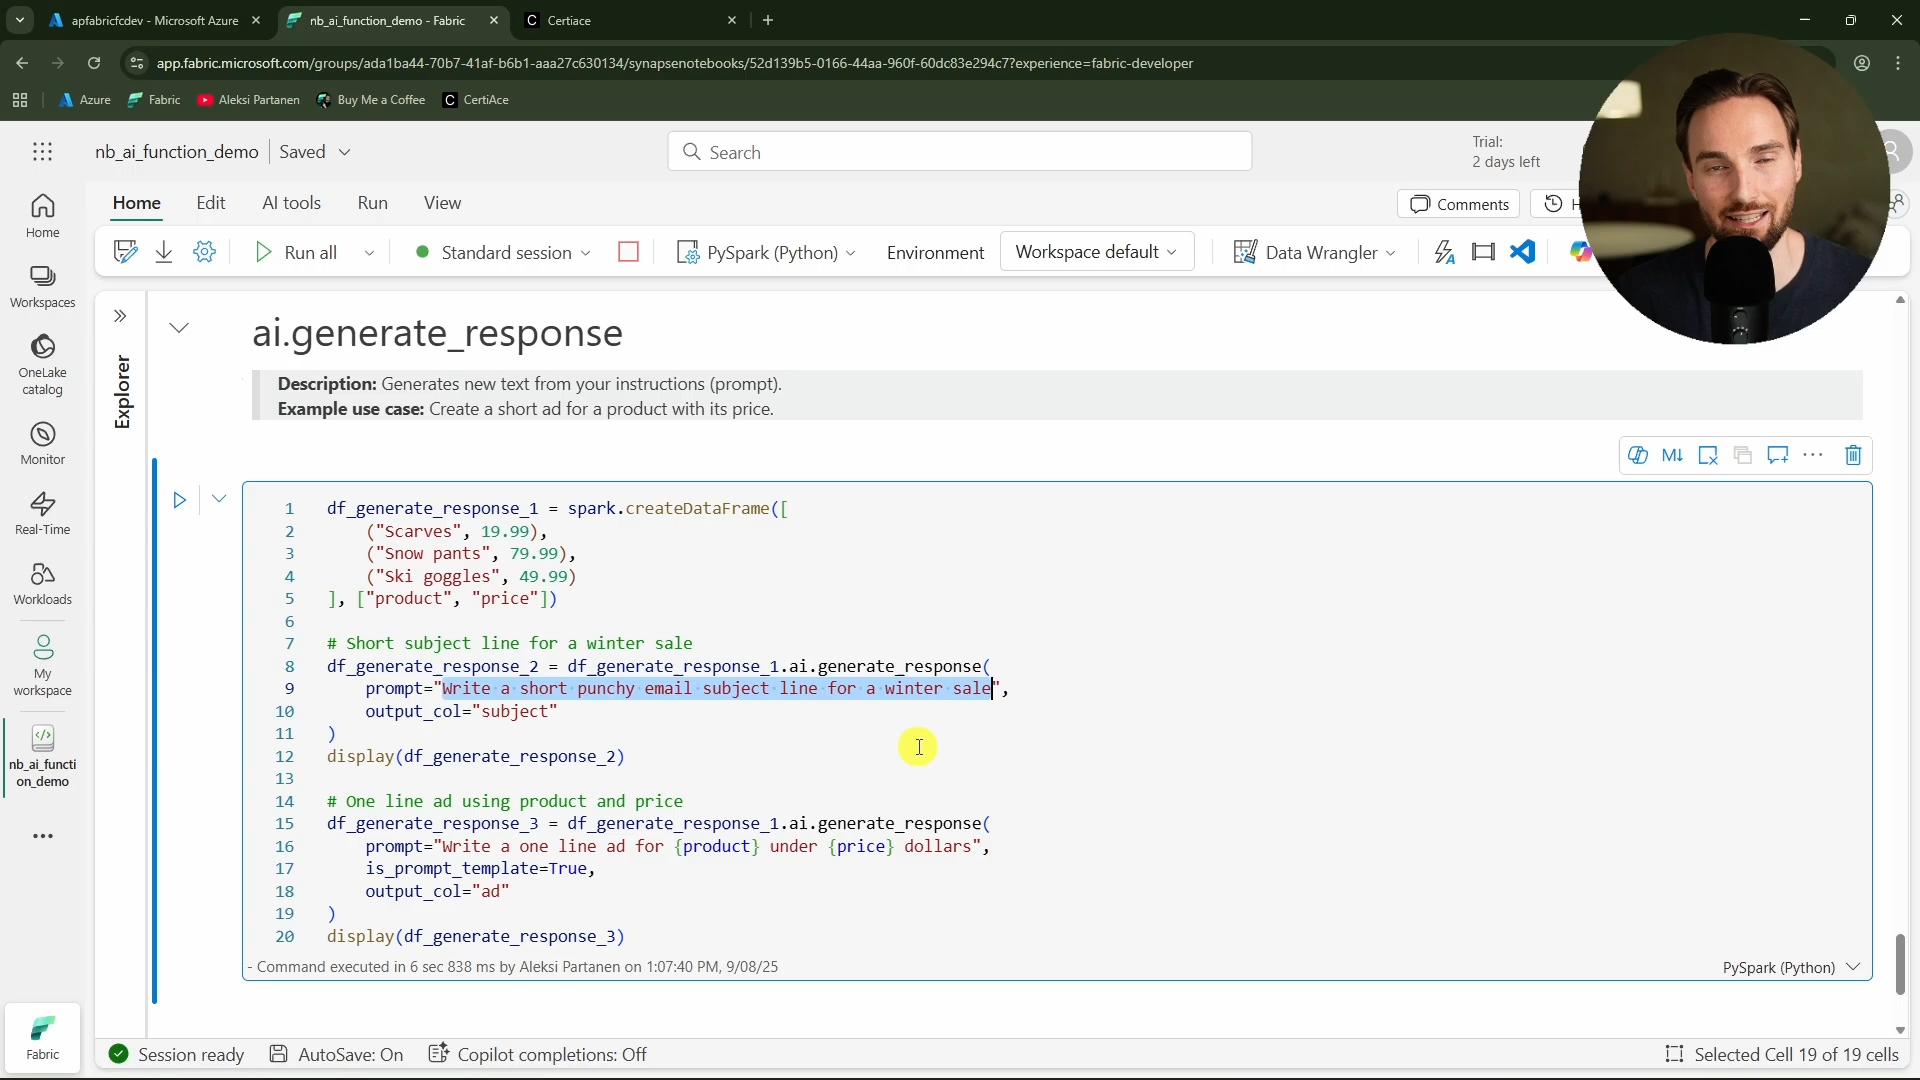 apfabricfcdev - Microsoft Azure
nb_ai_function_demo - Fabric
C Certiace
app.fabric.microsoft.com/groups/ada1ba44-70b7-41af-b6b1-aaa27c630134/synapsenotebooks/52d139b5-0166-44aa-960f-60dc83e294c7?experience=fabric-developer
Azure
Fabric
Aleksi Partanen
Buy Me a Coffee
C CertiAce
nb_ai_function_demo
Saved
Search
Trial:
2 days left
Home
Edit
AI tools
Run
View
Comments
H
Run all
Standard session
PySpark (Python)
Environment
Workspace default
Data Wrangler
Home
Workspaces
OneLake
catalog
Monitor
Real-Time
Workloads
My
workspace
nb_ai_functi
on_demo
Fabric
Explorer
ai.generate_response
Description: Generates new text from your instructions (prompt).
Example use case: Create a short ad for a product with its price.
M↓
1 df_generate_response_1 = spark.createDataFrame([
2 ("Scarves", 19.99),
3 ("Snow pants", 79.99),
4 ("Ski goggles", 49.99)
5 ], ["product", "price"])
6
7 # Short subject line for a winter sale
8 df_generate_response_2 = df_generate_response_1.ai.generate_response(
9 prompt="Write a short punchy email subject line for a winter sale",
10 output_col="subject"
11 )
12 display(df_generate_response_2)
13
14 # One line ad using product and price
15 df_generate_response_3 = df_generate_response_1.ai.generate_response(
16 prompt="Write a one line ad for {product} under {price} dollars",
17 is_prompt_template=True,
18 output_col="ad"
19 )
20 display(df_generate_response_3)
- Command executed in 6 sec 838 ms by Aleksi Partanen on 1:07:40 PM, 9/08/25
PySpark (Python)
Session ready
AutoSave: On
Copilot completions: Off
Selected Cell 19 of 19 cells